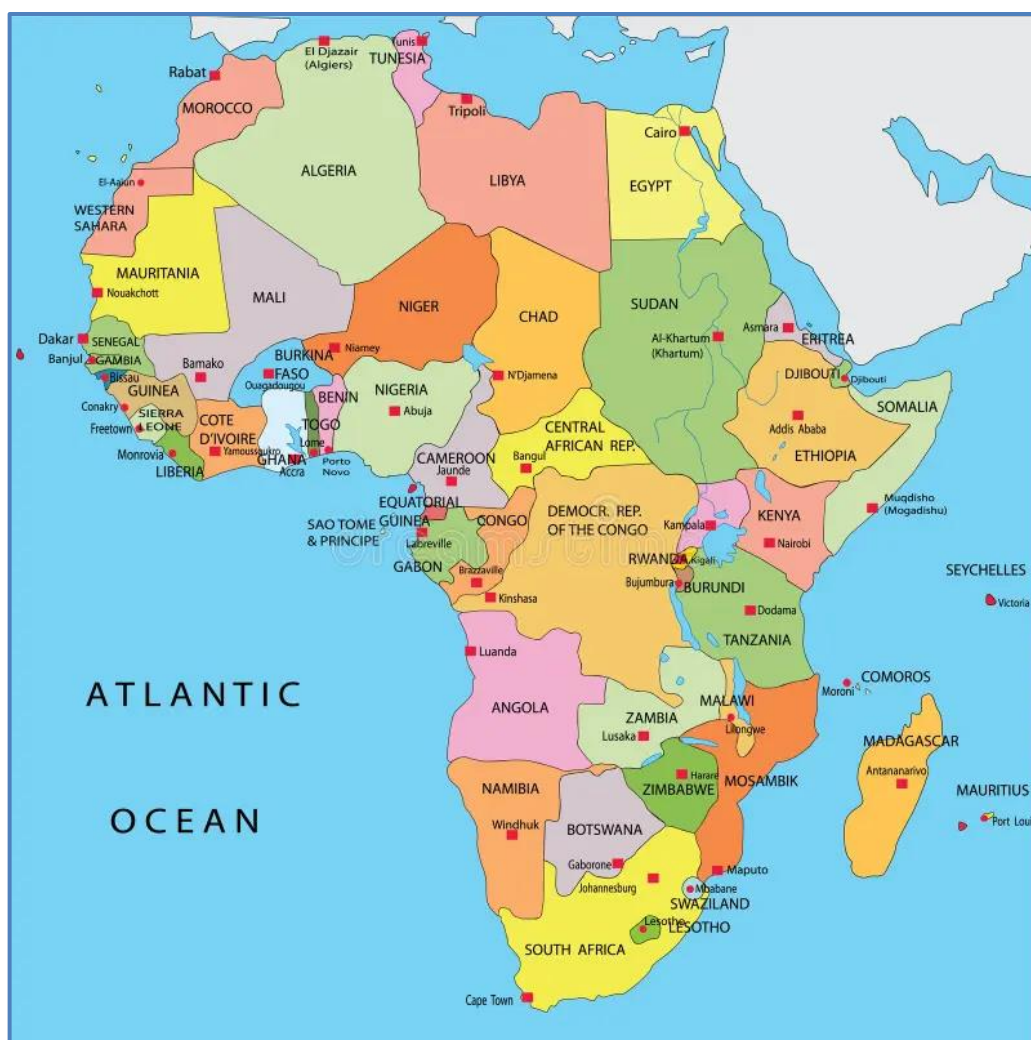 El Djazair
(Algiers)
Tunis
TUNESIA
Rabat
MOROCCO
Tripoli
Cairo
ALGERIA
LIBYA
EGYPT
El-Aaiun
WESTERN
SAHARA
MAURITANIA
Nouakchott
MALI
NIGER
CHAD
SUDAN
Al-Khartum
(Khartum)
Asmara
ERITREA
Dakar
SENEGAL
Banjul
GAMBIA
Bissau
Bamako
BURKINA
FASO
Ouagadougou
Niamey
N'Djamena
DJIBOUTI
Djibouti
GUINEA
Conakry
SIERRA
LEONE
Freetown
COTE
D'IVOIRE
Yamoussoukro
Monrovia
LIBERIA
GHANA
Accra
TOGO
Lome
BENIN
Porto
Novo
NIGERIA
Abuja
CENTRAL
AFRICAN REP.
Bangul
SOMALIA
Addis Ababa
ETHIOPIA
CAMEROON
Jaunde
EQUATORIAL
GUINEA
SAO TOME
& PRINCIPE
Labreville
GABON
CONGO
Brazzaville
Kinshasa
DEMOCR. REP.
OF THE CONGO
Kampala
KENYA
Nairobi
Muqdisho
(Mogadishu)
RWANDA
Kigali
Bujumbura
BURUNDI
Dodama
TANZANIA
SEYCHELLES
Victoria
dreamstime
Luanda
ANGOLA
ZAMBIA
Lusaka
MALAWI
Lilongwe
COMOROS
Moroni
ATLANTIC
OCEAN
NAMIBIA
Windhuk
BOTSWANA
Gaborone
Harare
ZIMBABWE
MOSAMBIK
MADAGASCAR
Antananarivo
MAURITIUS
Port Loui
Johannesburg
Maputo
Mbabane
SWAZILAND
Lesotho
LESOTHO
SOUTH AFRICA
Cape Town